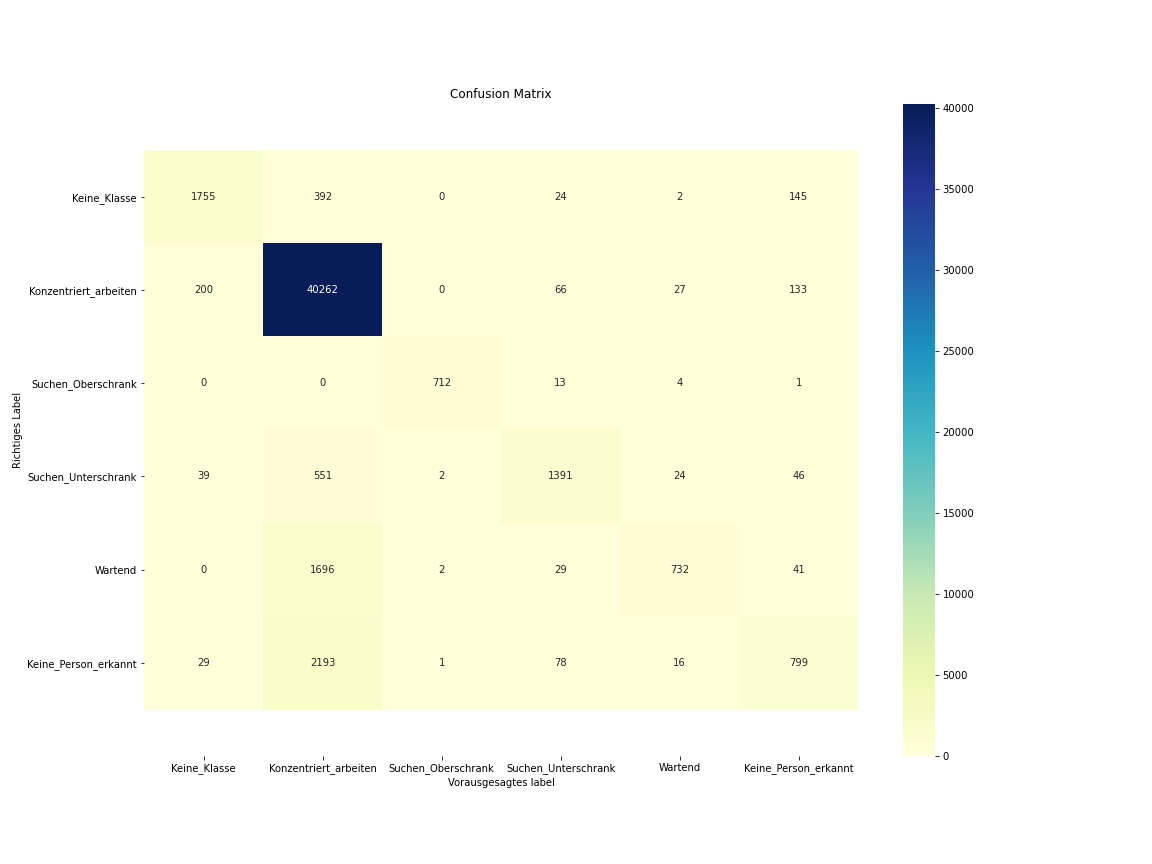 Confusion Matrix
40000
35000
30000
25000
20000
15000
10000
5000
0
Richtiges Label
Keine_Klasse 1755 392 0 24 2 145
Konzentriert_arbeiten 200 40262 0 66 27 133
Suchen_Oberschrank 0 0 712 13 4 1
Suchen_Unterschrank 39 551 2 1391 24 46
Wartend 0 1696 2 29 732 41
Keine_Person_erkannt 29 2193 1 78 16 799
Keine_Klasse Konzentriert_arbeiten Suchen_Oberschrank Suchen_Unterschrank Wartend Keine_Person_erkannt
Vorausgesagtes label